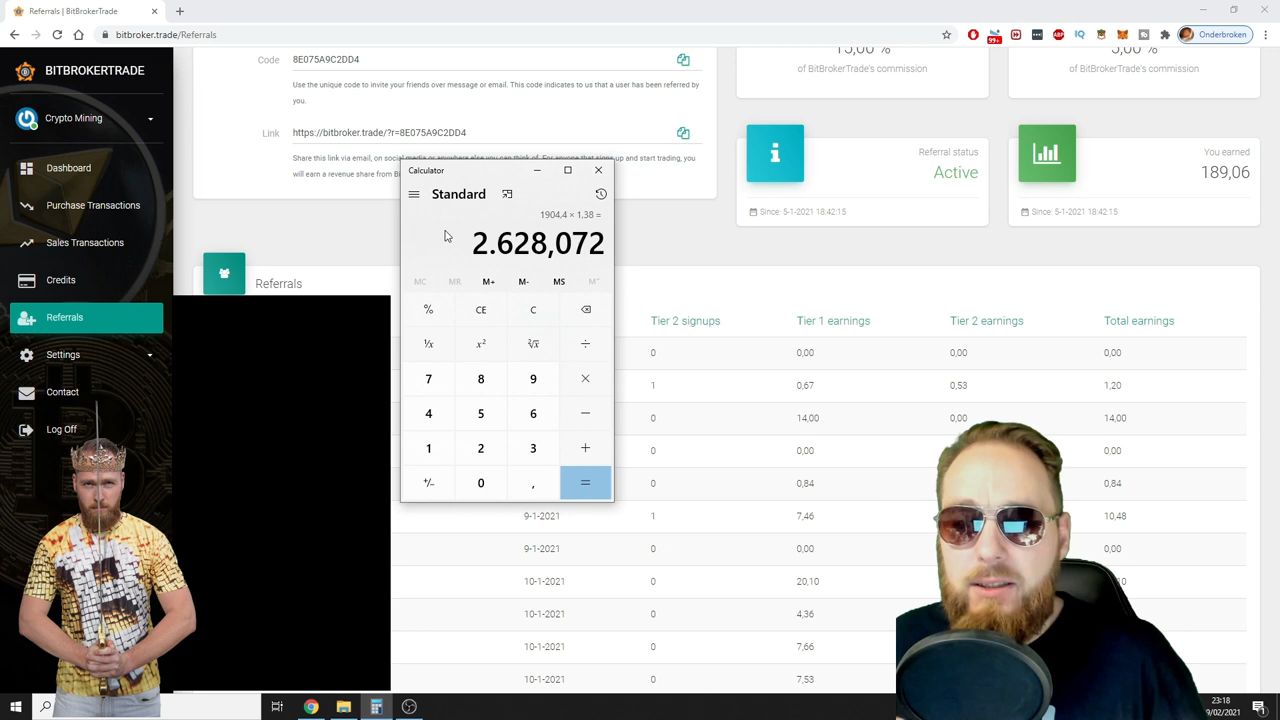 Referrals | BitBrokerTrade
bitbroker.trade/Referrals
99+
ABP
IQ
Onderbroken
BITBROKERTRADE
Crypto Mining
Dashboard
Purchase Transactions
Sales Transactions
Credits
Referrals
Settings
Contact
Log Off
Code
8E075A9C2DD4
Use the unique code to invite your friends over message or email. This code indicates to us that a user has been referred by
you.
Link
https://bitbroker.trade/?r=8E075A9C2DD4
Share this link via email, on social media or anywhere else you can think of. For anyone that signs up and start trading, you
will earn a revenue share from Bi
15,00 %
of BitBrokerTrade's commission
5,00 %
of BitBrokerTrade's commission
Referral status
Active
Since: 5-1-2021 18:42:15
You earned
189,06
Since: 5-1-2021 18:42:15
Calculator
Standard
1904,4 × 1,38 =
2.628,072
MC MR M+ M- MS M˅
% CE C
¹/x x² ²√x ÷
7 8 9 ×
4 5 6 −
1 2 3 +
+/− 0 , =
Referrals
Tier 2 signups Tier 1 earnings Tier 2 earnings Total earnings
0 0,00 0,00 0,00
1 0,67 0,53 1,20
0 14,00 0,00 14,00
0 0,00
0 0,84 0,84
9-1-2021 1 7,46 10,48
9-1-2021 0 0,00 0,00
10-1-2021 0 20,10
10-1-2021 0 4,36
10-1-2021 0 7,66
10-1-2021 0 7,53
23:18